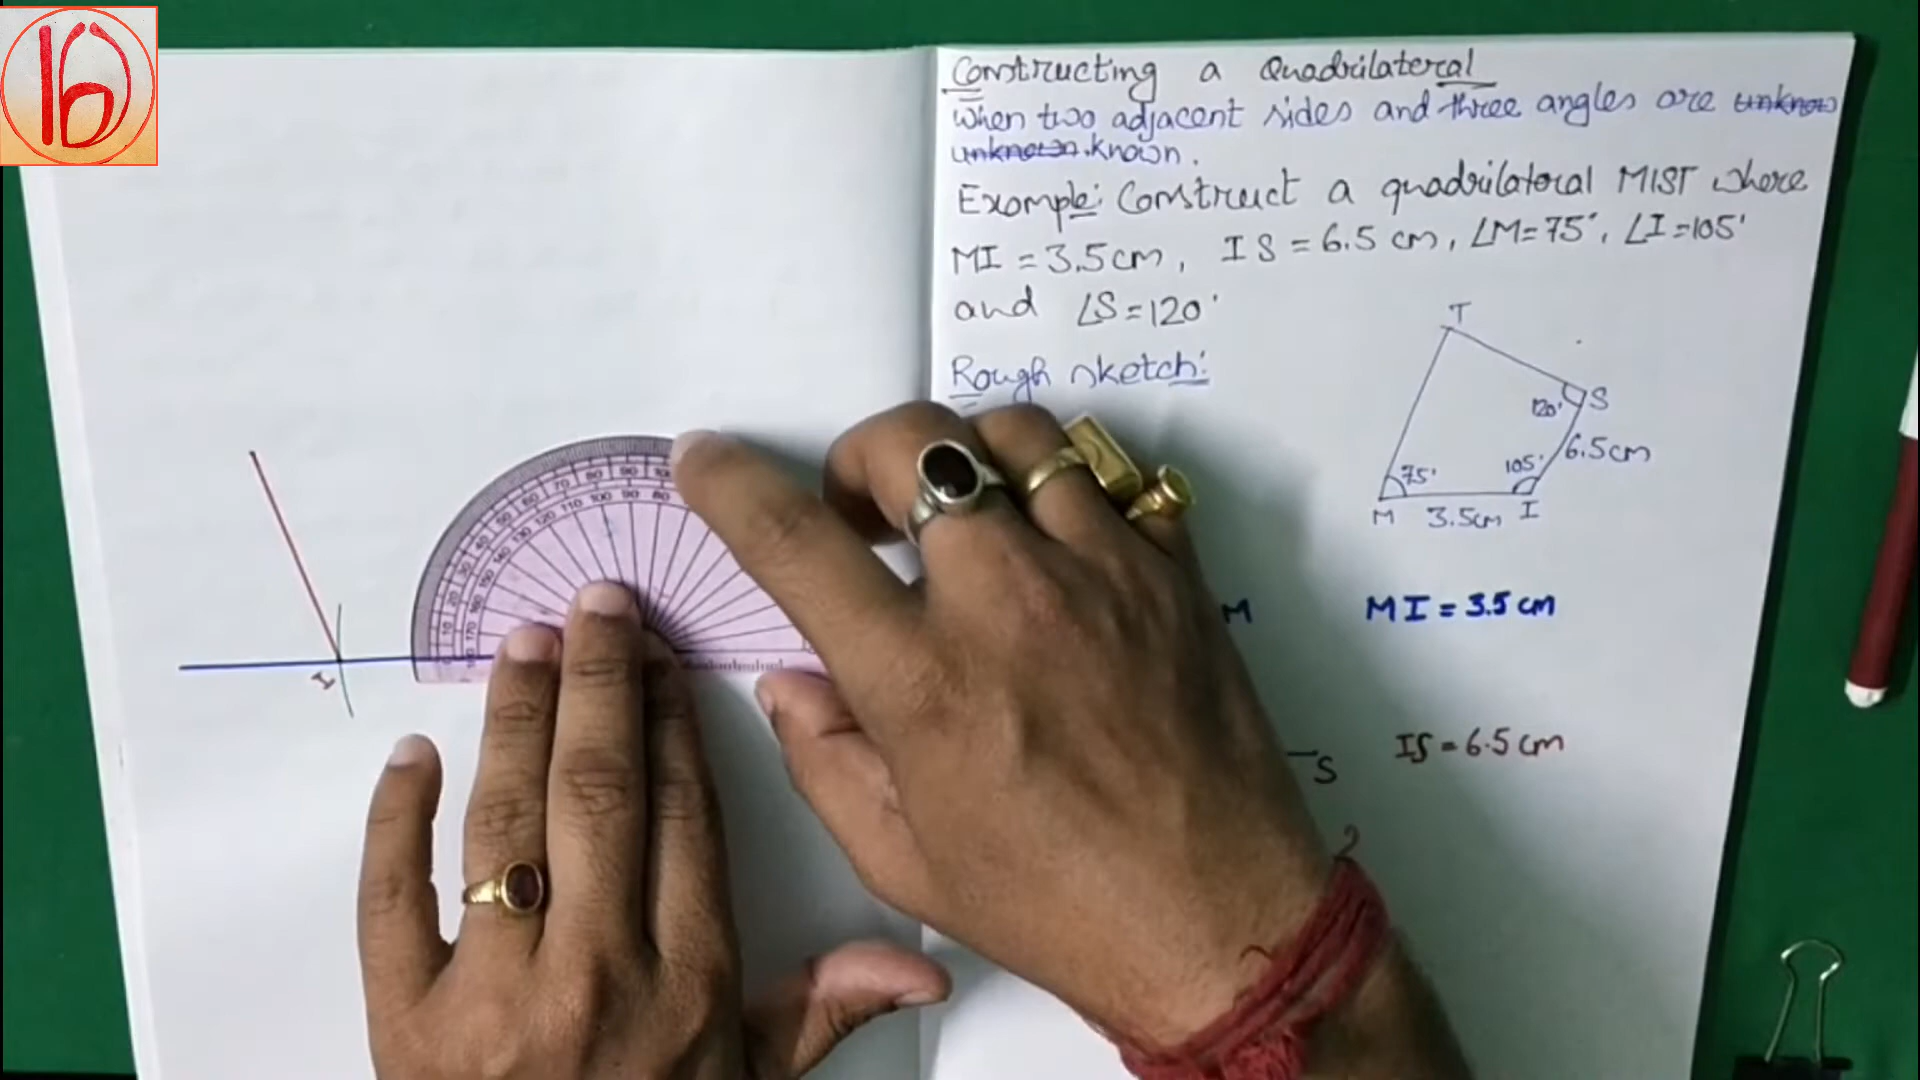 Constructing a Quadrilateral
When two adjacent sides and three angles are unknown
unknown.known.
Example: Construct a quadrilateral MIST where
MI = 3.5cm, IS = 6.5 cm, ∠M=75°, ∠I=105°
and ∠S=120°
Rough sketch:
T
120° S
6.5cm
75° 105°
M 3.5cm I
M MI = 3.5 cm
S IS = 6.5 cm
I